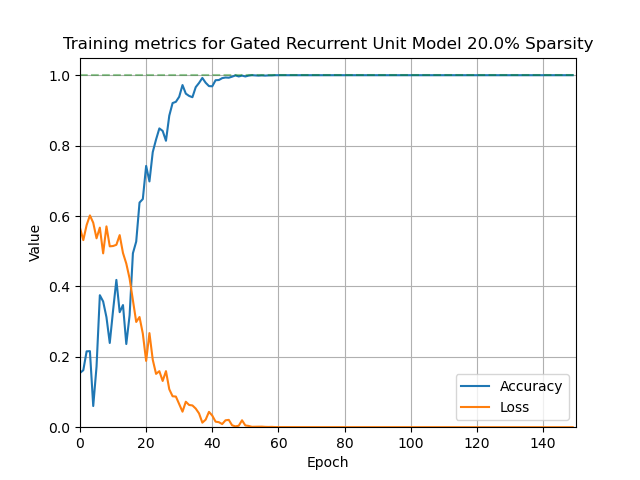 Training metrics for Gated Recurrent Unit Model 20.0% Sparsity
1.0
0.8
0.6
0.4
0.2
0.0
Value
0 20 40 60 80 100 120 140
Epoch
Accuracy
Loss